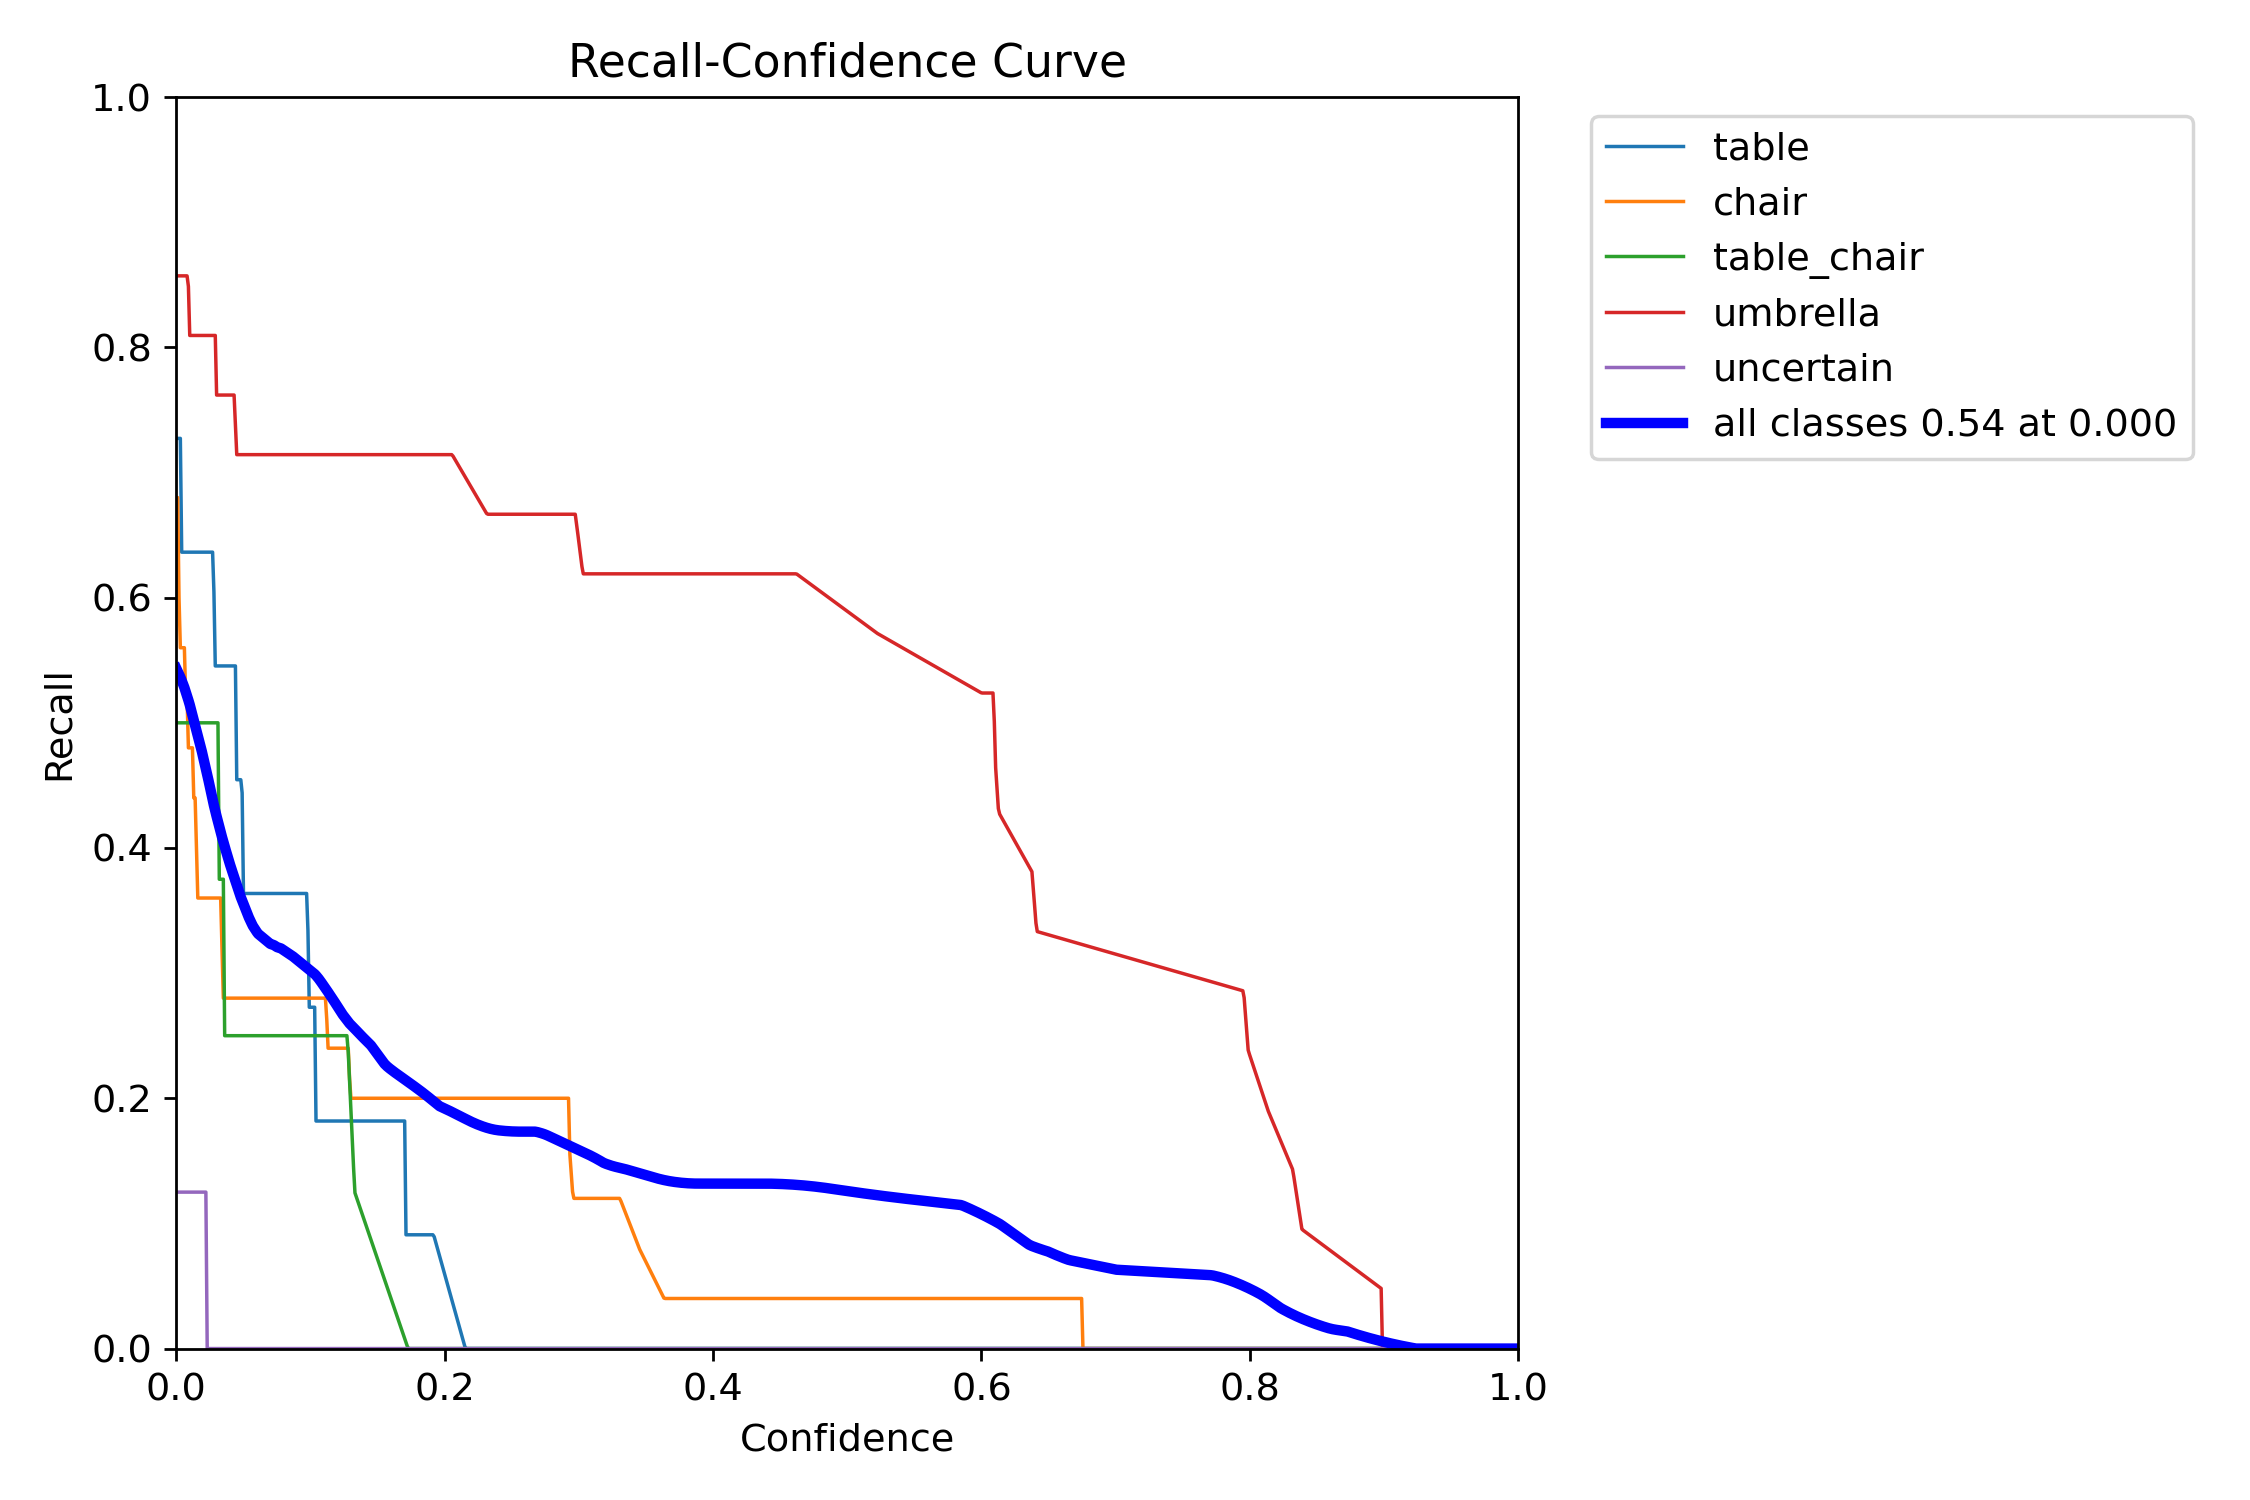 Recall-Confidence Curve
1.0
0.8
0.6
0.4
0.2
0.0
Recall
0.0 0.2 0.4 0.6 0.8 1.0
Confidence
table
chair
table_chair
umbrella
uncertain
all classes 0.54 at 0.000